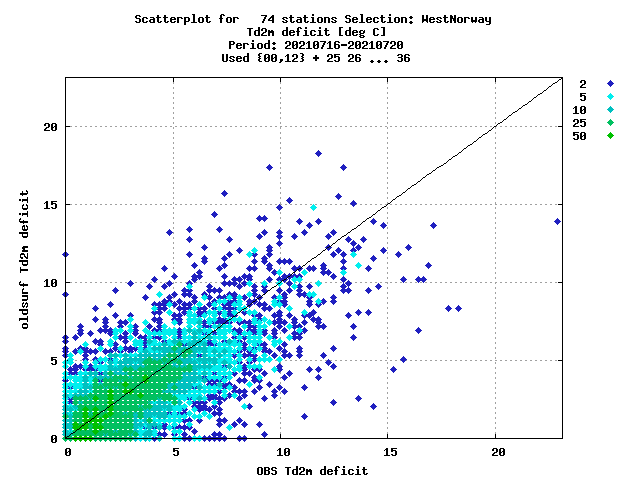 Scatterplot for   74 stations Selection: WestNorway
Td2m deficit [deg C]
Period: 20210716-20210720
Used {00,12} + 25 26 ... 36
2
5
10
25
50
20
15
10
5
0
oldsurf Td2m deficit
0 5 10 15 20
OBS Td2m deficit